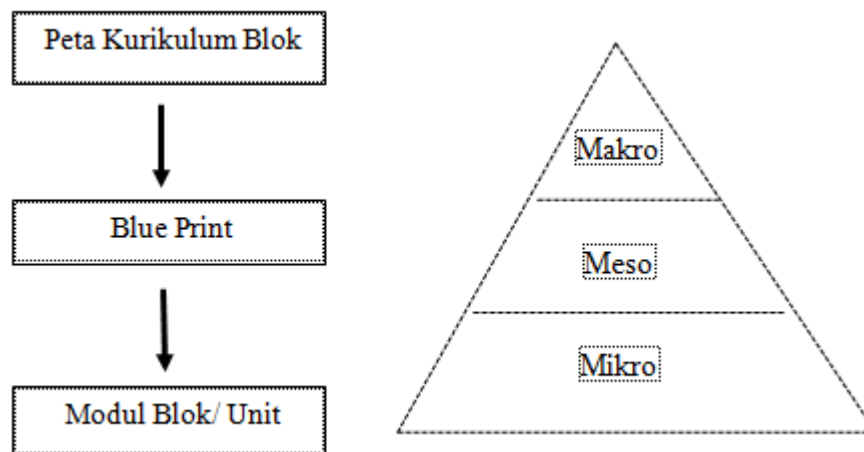 Peta Kurikulum Blok
Blue Print
Modul Blok/ Unit
Makro
Meso
Mikro